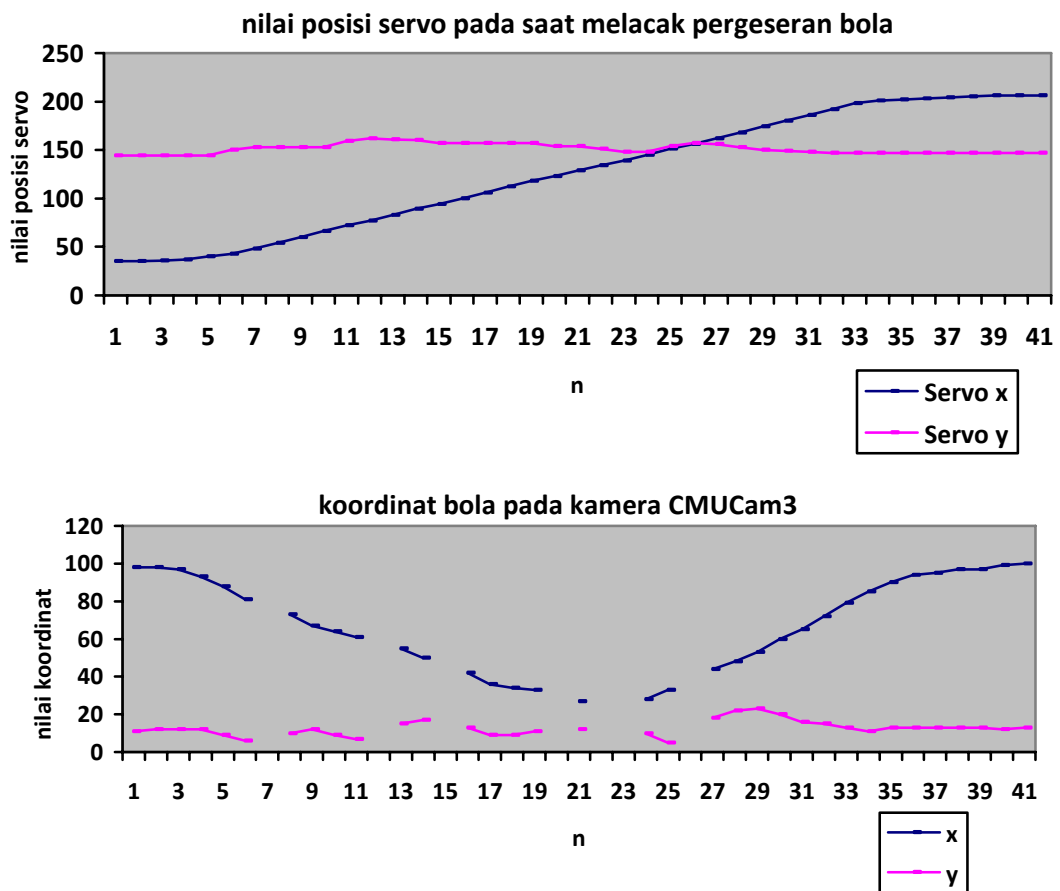 nilai posisi servo pada saat melacak pergeseran bola
nilai posisi servo
250
200
150
100
50
0
1 3 5 7 9 11 13 15 17 19 21 23 25 27 29 31 33 35 37 39 41
n
Servo x
Servo y
koordinat bola pada kamera CMUCam3
nilai koordinat
120
100
80
60
40
20
0
1 3 5 7 9 11 13 15 17 19 21 23 25 27 29 31 33 35 37 39 41
n
x
y